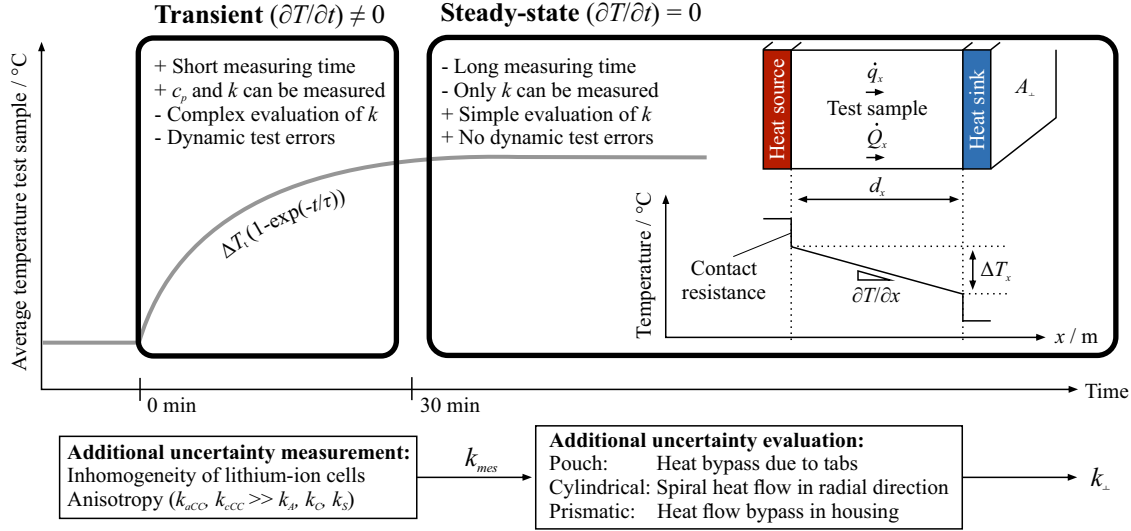 Transient (∂T/∂t) ≠ 0
Steady-state (∂T/∂t) = 0
Average temperature test sample / °C
+ Short measuring time
+ c_p and k can be measured
- Complex evaluation of k
- Dynamic test errors
ΔT_t(1-exp(-t/τ))
- Long measuring time
- Only k can be measured
+ Simple evaluation of k
+ No dynamic test errors
Heat source
q̇_x
Test sample
Q̇_x
Heat sink
A_⊥
d_x
Temperature / °C
Contact
resistance
∂T/∂x
ΔT_x
x / m
0 min
30 min
Time
Additional uncertainty measurement:
Inhomogeneity of lithium-ion cells
Anisotropy (k_aCC, k_cCC >> k_A, k_C, k_S)
k_mes
Additional uncertainty evaluation:
Pouch: Heat bypass due to tabs
Cylindrical: Spiral heat flow in radial direction
Prismatic: Heat flow bypass in housing
k_⊥